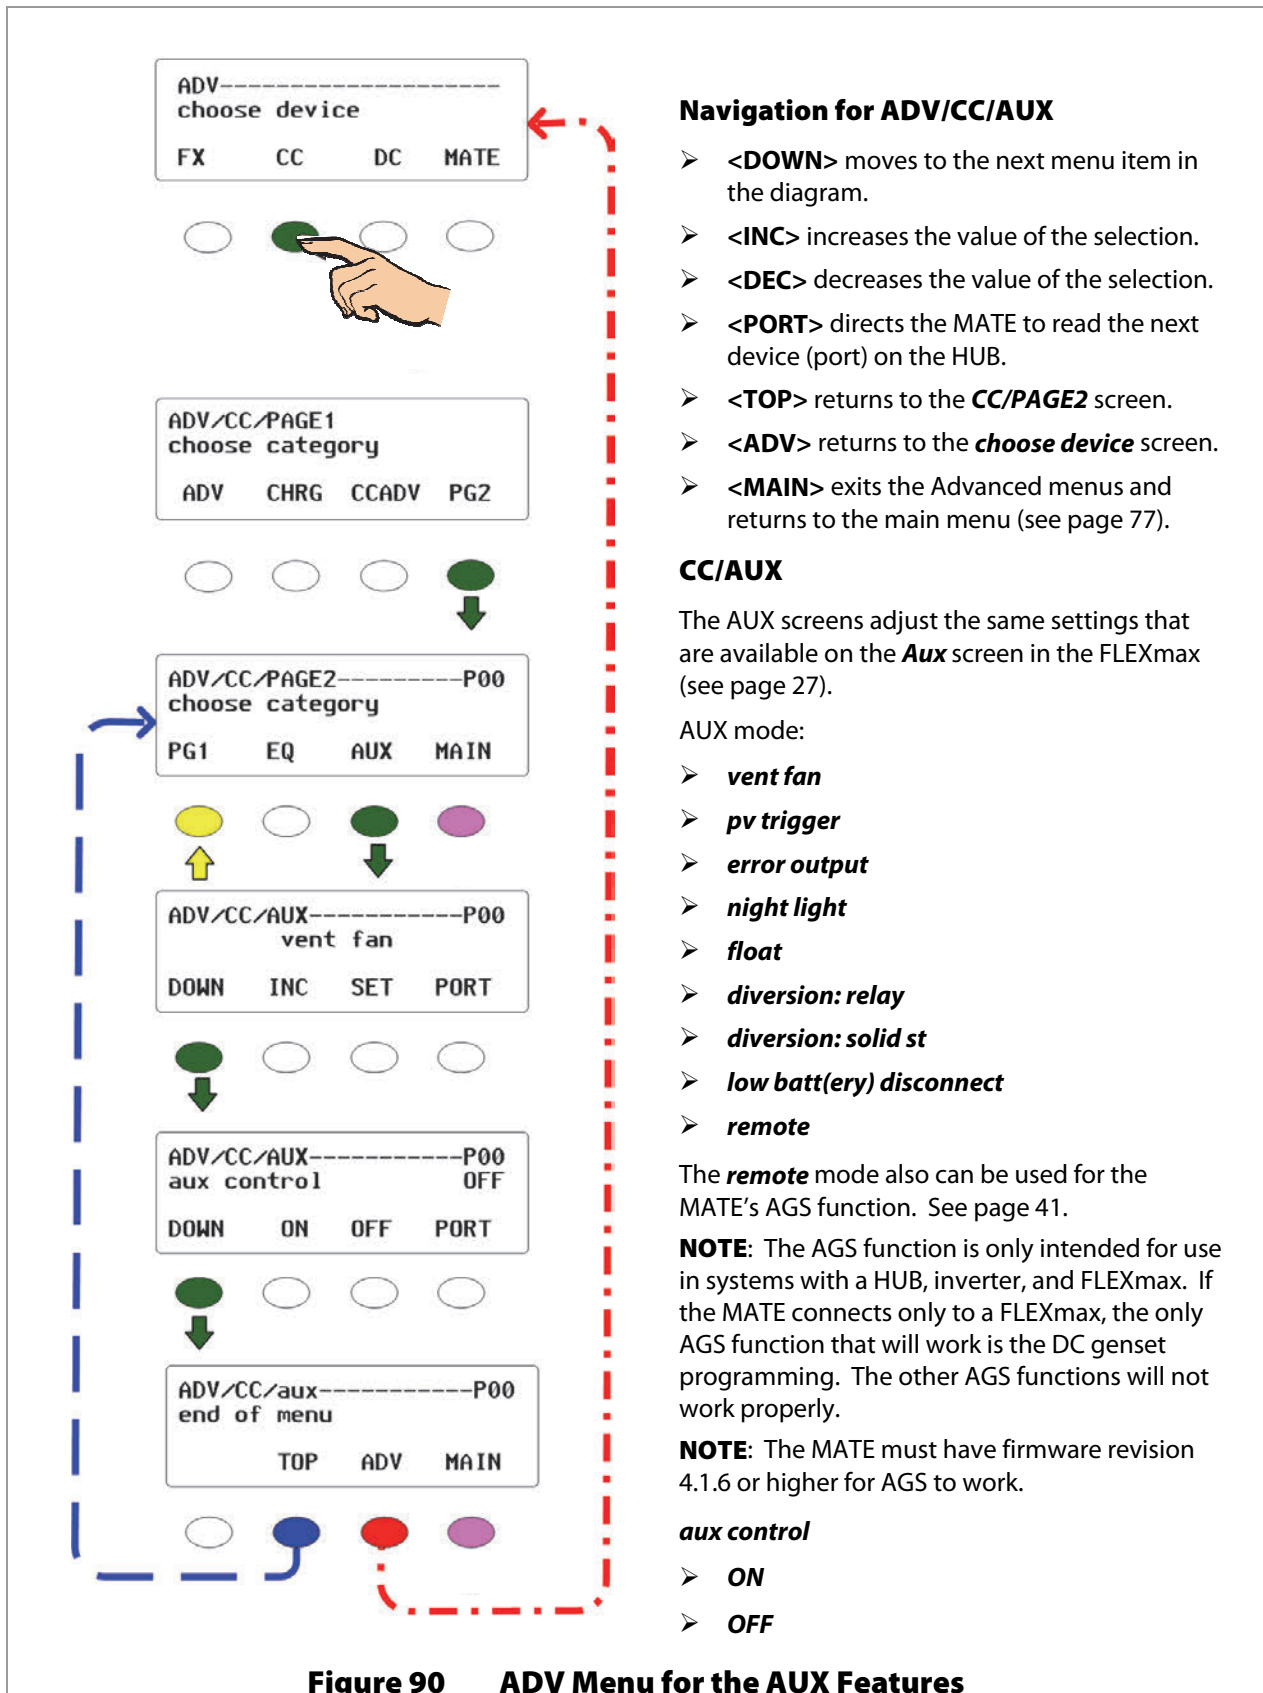 ADV----------------------
choose device
FX CC DC MATE
ADV/CC/PAGE1
choose category
ADV CHRG CCADV PG2
ADV/CC/PAGE2----------P00
choose category
PG1 EQ AUX MAIN
ADV/CC/AUX------------P00
vent fan
DOWN INC SET PORT
ADV/CC/AUX------------P00
aux control OFF
DOWN ON OFF PORT
ADV/CC/aux------------P00
end of menu
TOP ADV MAIN
Navigation for ADV/CC/AUX
➢ <DOWN> moves to the next menu item in
the diagram.
➢ <INC> increases the value of the selection.
➢ <DEC> decreases the value of the selection.
➢ <PORT> directs the MATE to read the next
device (port) on the HUB.
➢ <TOP> returns to the CC/PAGE2 screen.
➢ <ADV> returns to the choose device screen.
➢ <MAIN> exits the Advanced menus and
returns to the main menu (see page 77).
CC/AUX
The AUX screens adjust the same settings that
are available on the Aux screen in the FLEXmax
(see page 27).
AUX mode:
➢ vent fan
➢ pv trigger
➢ error output
➢ night light
➢ float
➢ diversion: relay
➢ diversion: solid st
➢ low batt(ery) disconnect
➢ remote
The remote mode also can be used for the
MATE's AGS function. See page 41.
NOTE: The AGS function is only intended for use
in systems with a HUB, inverter, and FLEXmax. If
the MATE connects only to a FLEXmax, the only
AGS function that will work is the DC genset
programming. The other AGS functions will not
work properly.
NOTE: The MATE must have firmware revision
4.1.6 or higher for AGS to work.
aux control
➢ ON
➢ OFF
Figure 90 ADV Menu for the AUX Features